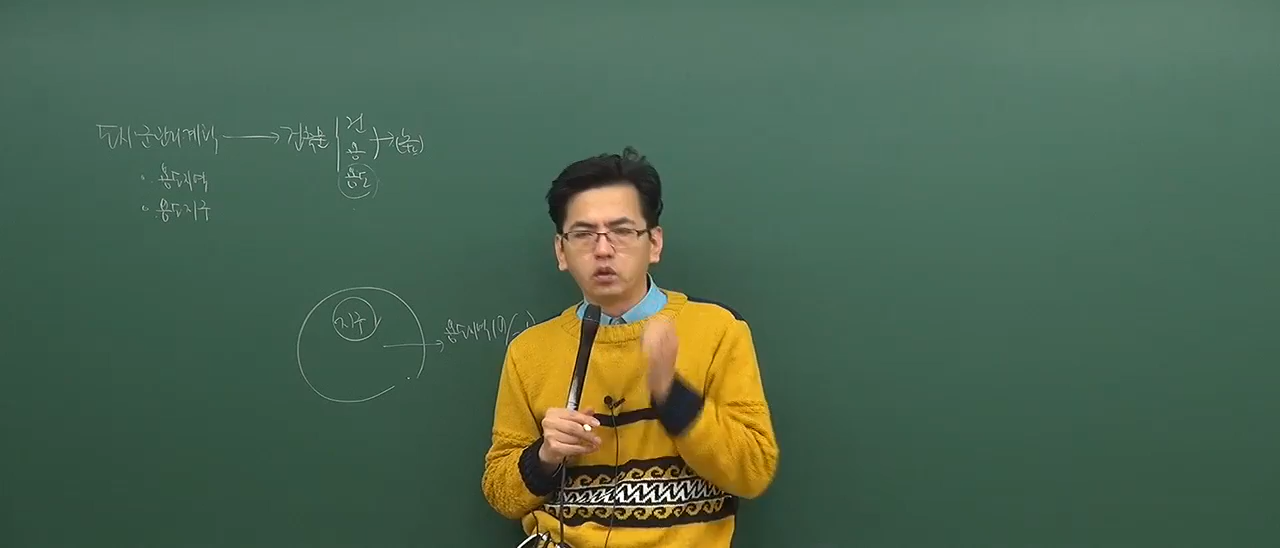 도시군관리계획 → 건축물 건
용
용도
(높)
• 용도지역
• 용도지구
지구
→ 용도지역